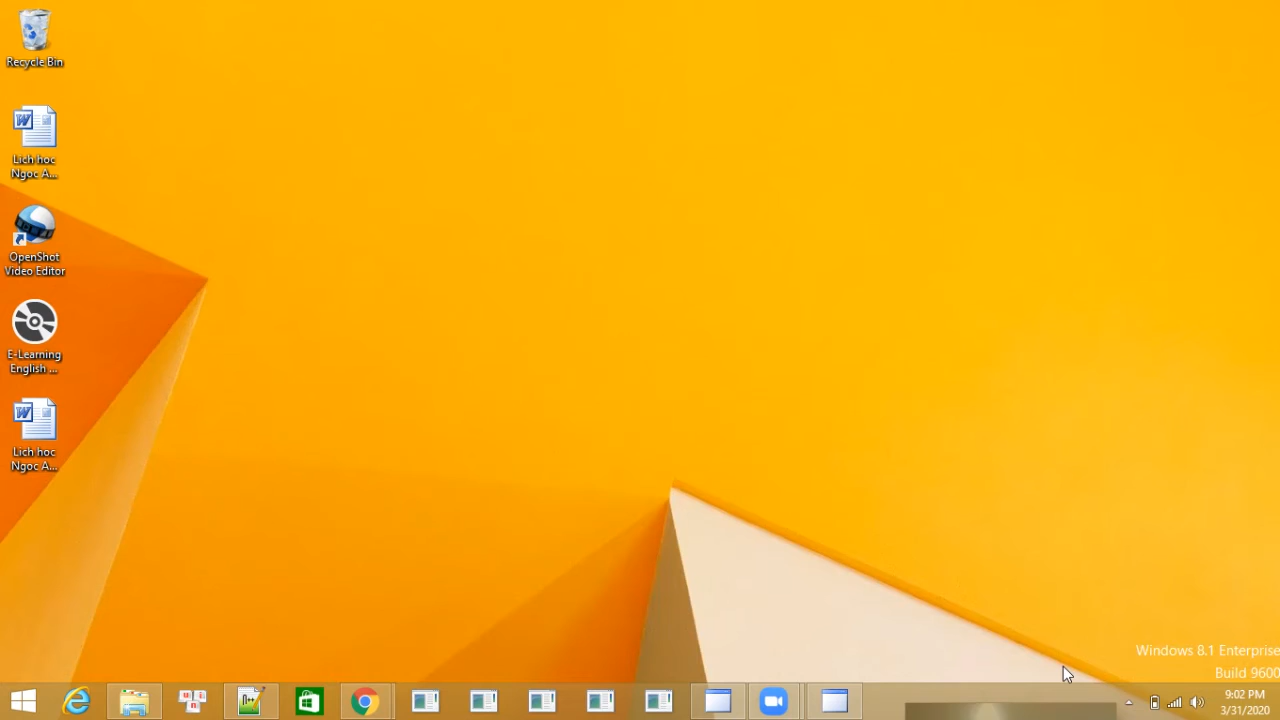 Recycle Bin
Lich hoc
Ngoc A...
OpenShot
Video Editor
E-Learning
English ...
Lich hoc
Ngoc A...
Windows 8.1 Enterprise
Build 9600
9:02 PM
3/31/2020